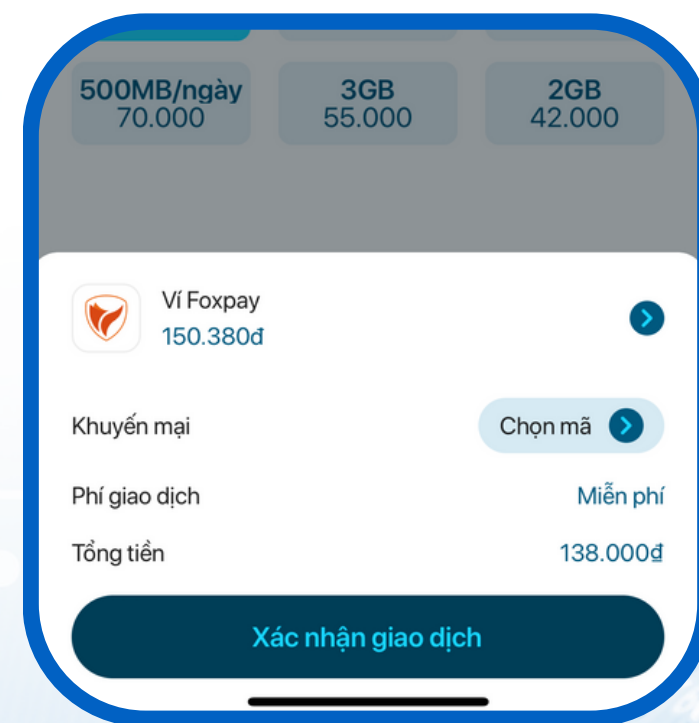 500MB/ngày
70.000
3GB
55.000
2GB
42.000
Ví Foxpay
150.380đ
Khuyến mại
Chọn mã
Phí giao dịch
Miễn phí
Tổng tiền
138.000₫
Xác nhận giao dịch